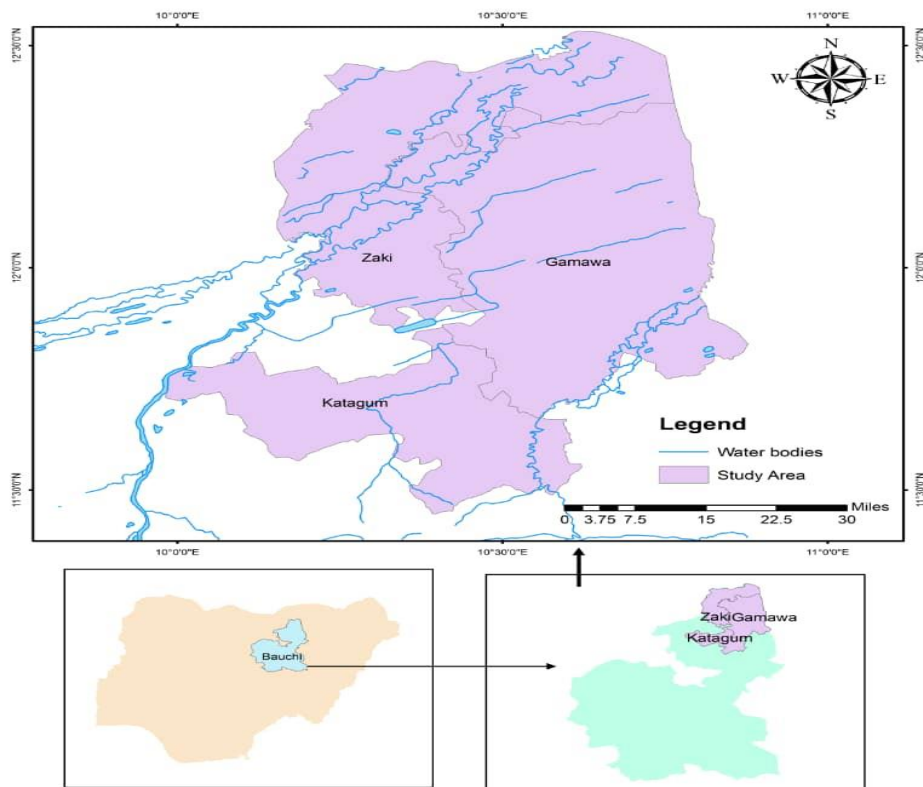 10°0'0"E 10°30'0"E 11°0'0"E
12°30'0"N 12°30'0"N
N
W E
S
12°0'0"N Zaki Gamawa 12°0'0"N
Katagum
Legend
Water bodies
Study Area
11°30'0"N 11°30'0"N
Miles
0 3.75 7.5 15 22.5 30
10°0'0"E 10°30'0"E 11°0'0"E
Bauchi
Zaki Gamawa
Katagum